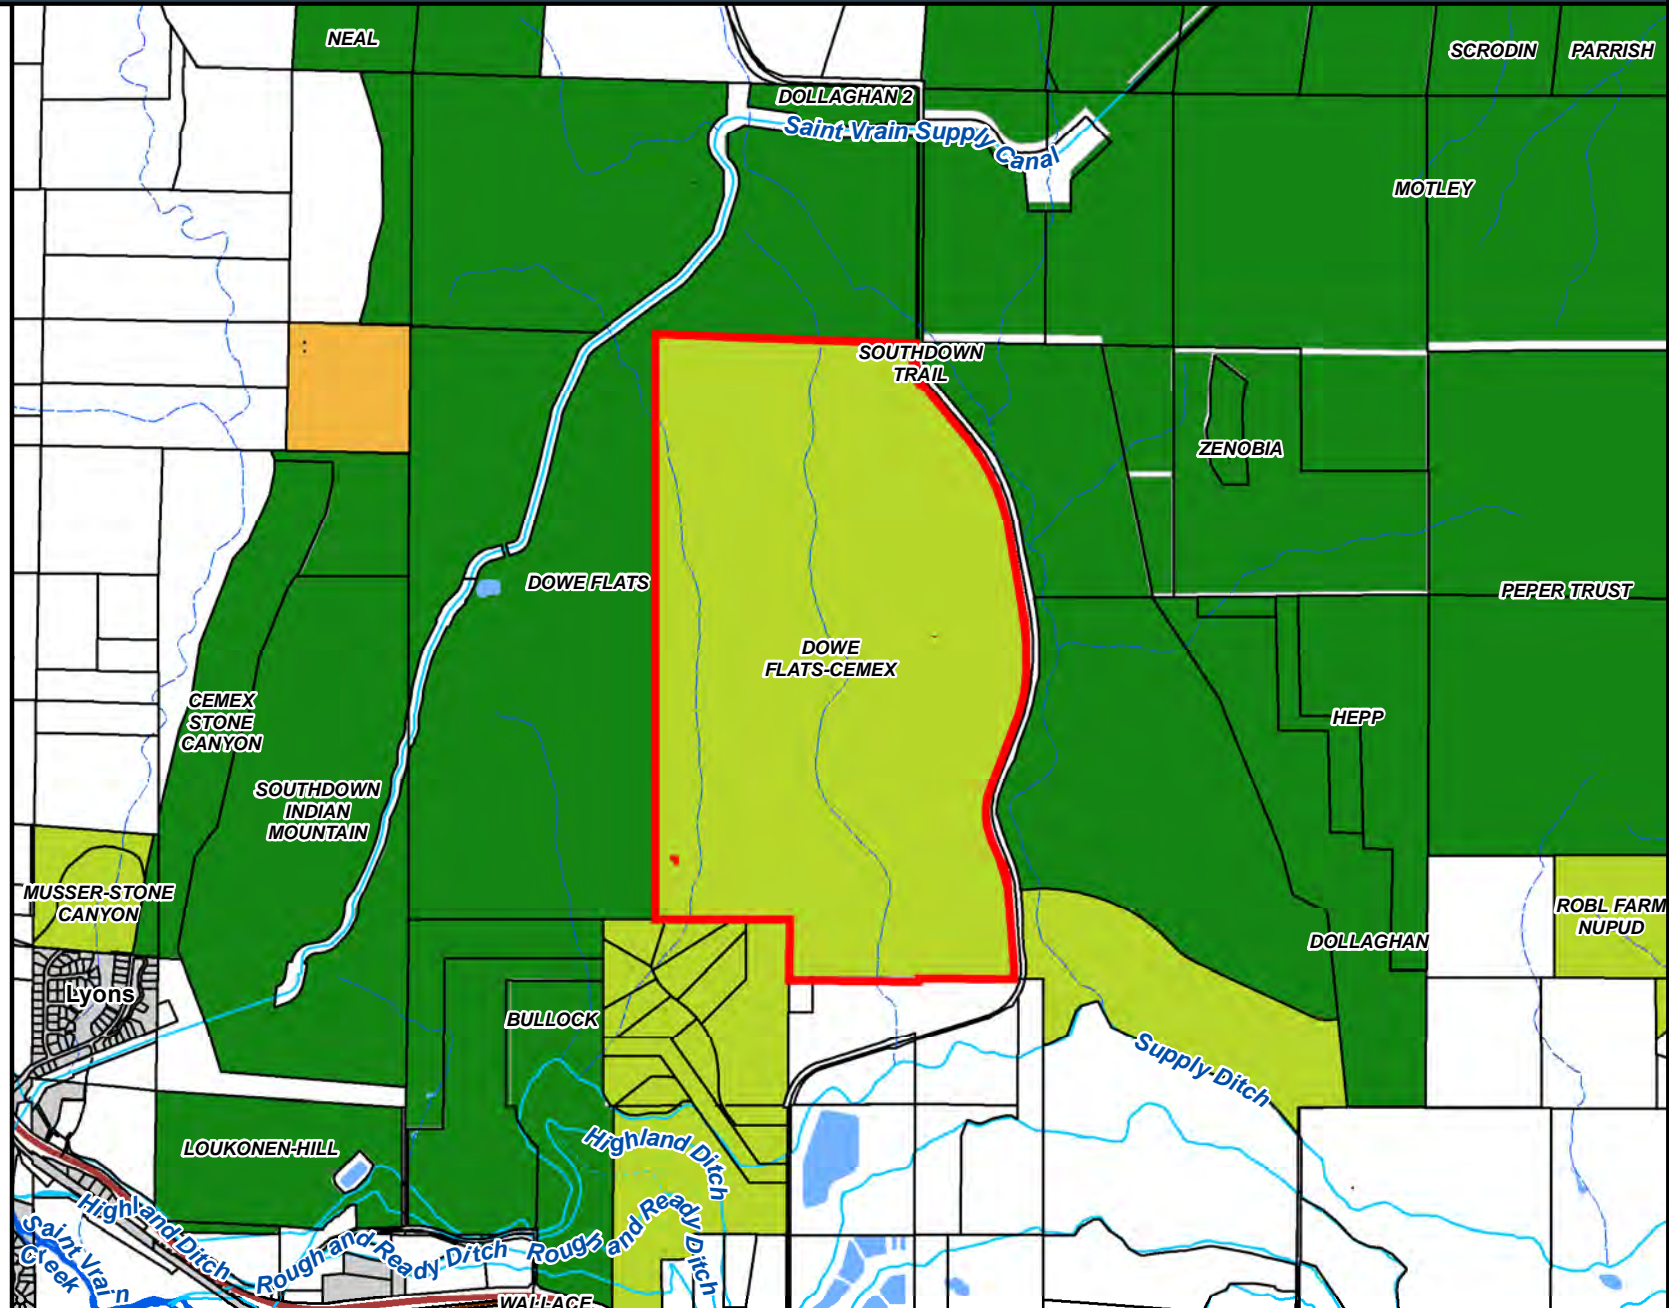 NEAL
SCRODIN
PARRISH
DOLLAGHAN 2
Saint Vrain Supply Canal
MOTLEY
SOUTHDOWN
TRAIL
ZENOBIA
DOWE FLATS
PEPER TRUST
DOWE
FLATS-CEMEX
CEMEX
STONE
CANYON
HEPP
SOUTHDOWN
INDIAN
MOUNTAIN
MUSSER-STONE
CANYON
ROBL FARM
NUPUD
DOLLAGHAN
Lyons
BULLOCK
Supply Ditch
LOUKONEN-HILL
Highland Ditch
Highland Ditch
Saint Vrain
Creek
Rough and Ready Ditch
Rough and Ready Ditch
WALLACE